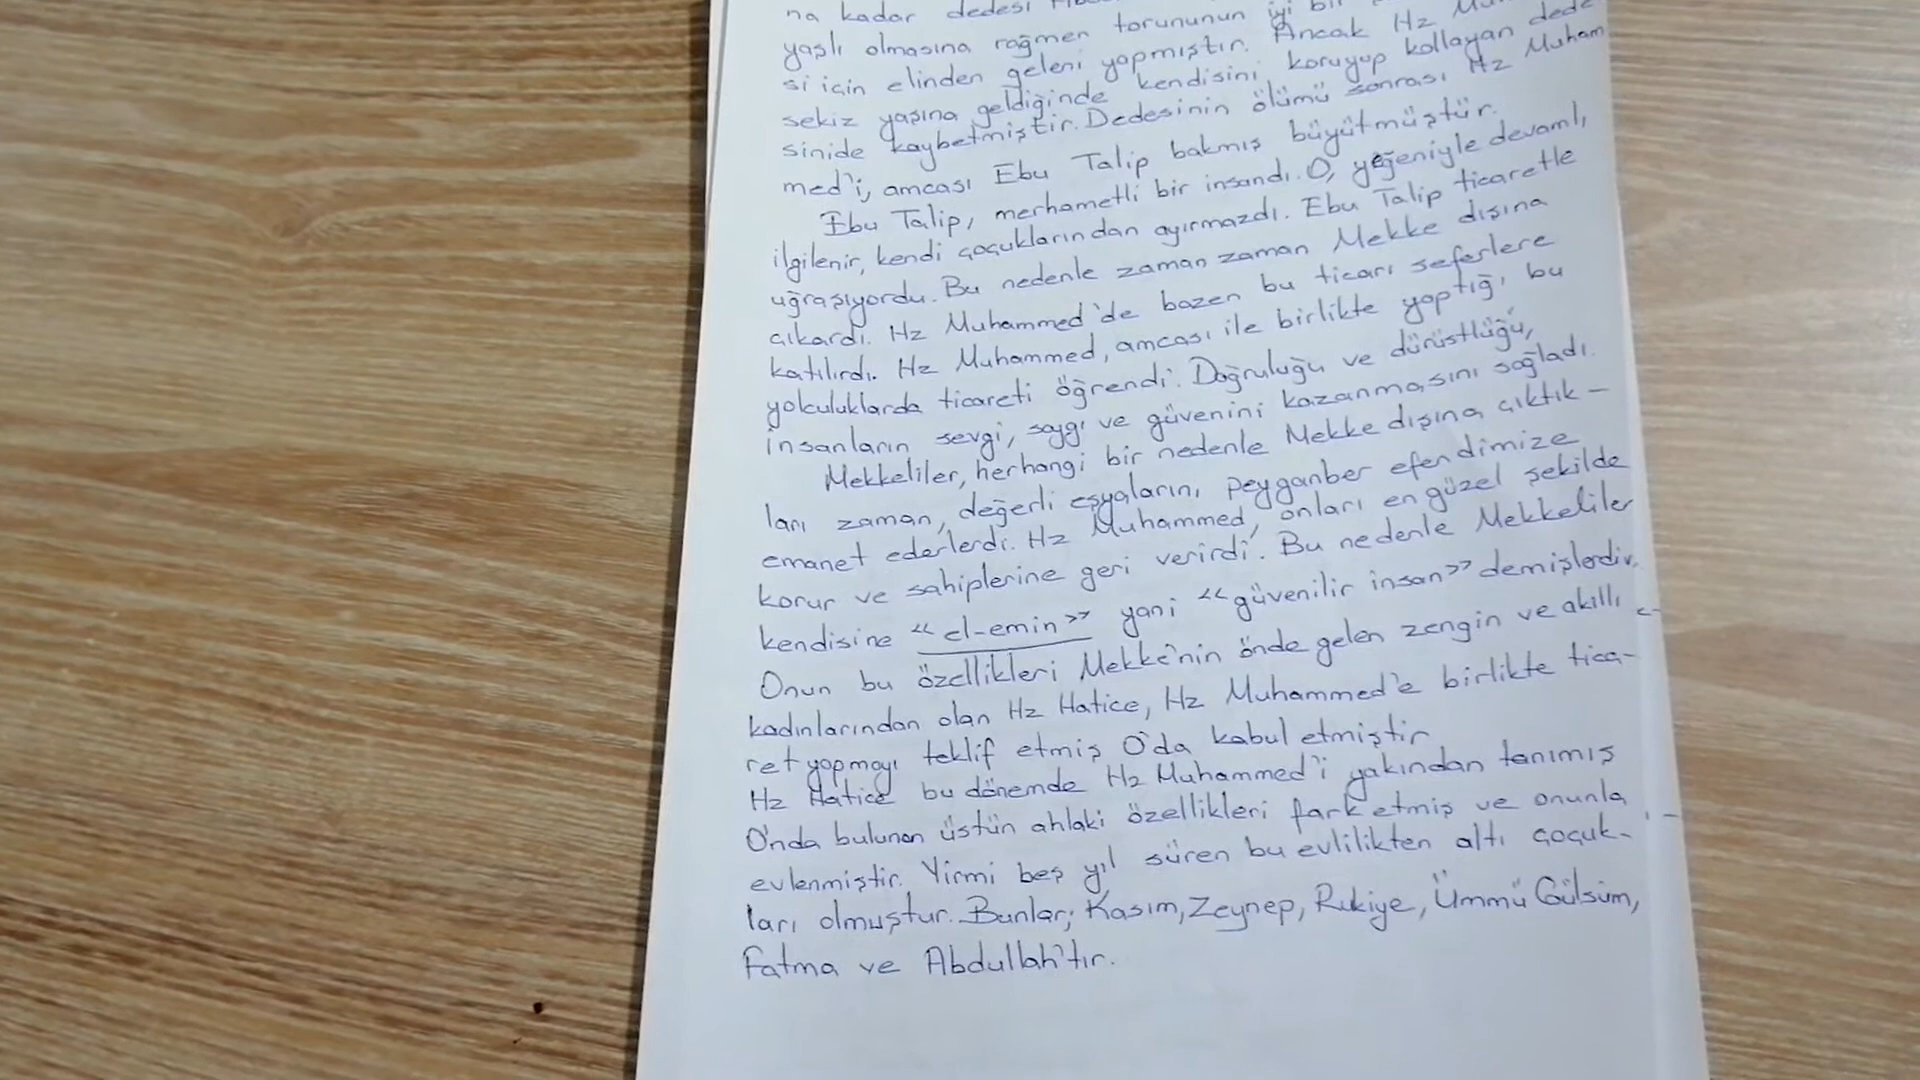 na kadar dedesi
yaşlı olmasına rağmen torununun iyi bir
si için elinden geleni yapmıştır. Ancak Hz
sekiz yaşına geldiğinde kendisini koruyup kollayan dede
sinide kaybetmiştir. Dedesinin ölümü sonrası Hz Muham
med'i, amcası Ebu Talip bakmış büyütmüştür.
Ebu Talip, merhametli bir insandı. O, yeğeniyle devamlı
ilgilenir, kendi çocuklarından ayırmazdı. Ebu Talip ticaretle
uğraşıyordu. Bu nedenle zaman zaman Mekke dışına
çıkardı. Hz Muhammed'de bazen bu ticari seferlere
katılırdı. Hz Muhammed, amcası ile birlikte yaptığı bu
yolculuklarda ticareti öğrendi. Doğruluğu ve dürüstlüğü,
insanların sevgi, saygı ve güvenini kazanmasını sağladı.
Mekkeliler, herhangi bir nedenle Mekke dışına çıktık-
ları zaman, değerli eşyaların, peyganber efendimize
emanet ederlerdi. Hz Muhammed, onları en güzel şekilde
korur ve sahiplerine geri verirdi. Bu nedenle Mekkeliler
kendisine << el-emin >> yani << güvenilir insan >> demişlerdir.
Onun bu özellikleri Mekke'nin önde gelen zengin ve akıllı
kadınlarından olan Hz Hatice, Hz Muhammed'e birlikte tica-
ret yapmayı teklif etmiş O'da kabul etmiştir
Hz Hatice bu dönemde Hz Muhammed'i yakından tanımış
O'nda bulunan üstün ahlaki özellikleri fark etmiş ve onunla
evlenmiştir. Yirmi beş yıl süren bu evlilikten altı çocuk-
ları olmuştur. Bunlar; Kasım, Zeynep, Rukiye, Ümmü Gülsüm,
Fatma ve Abdullah'tır.